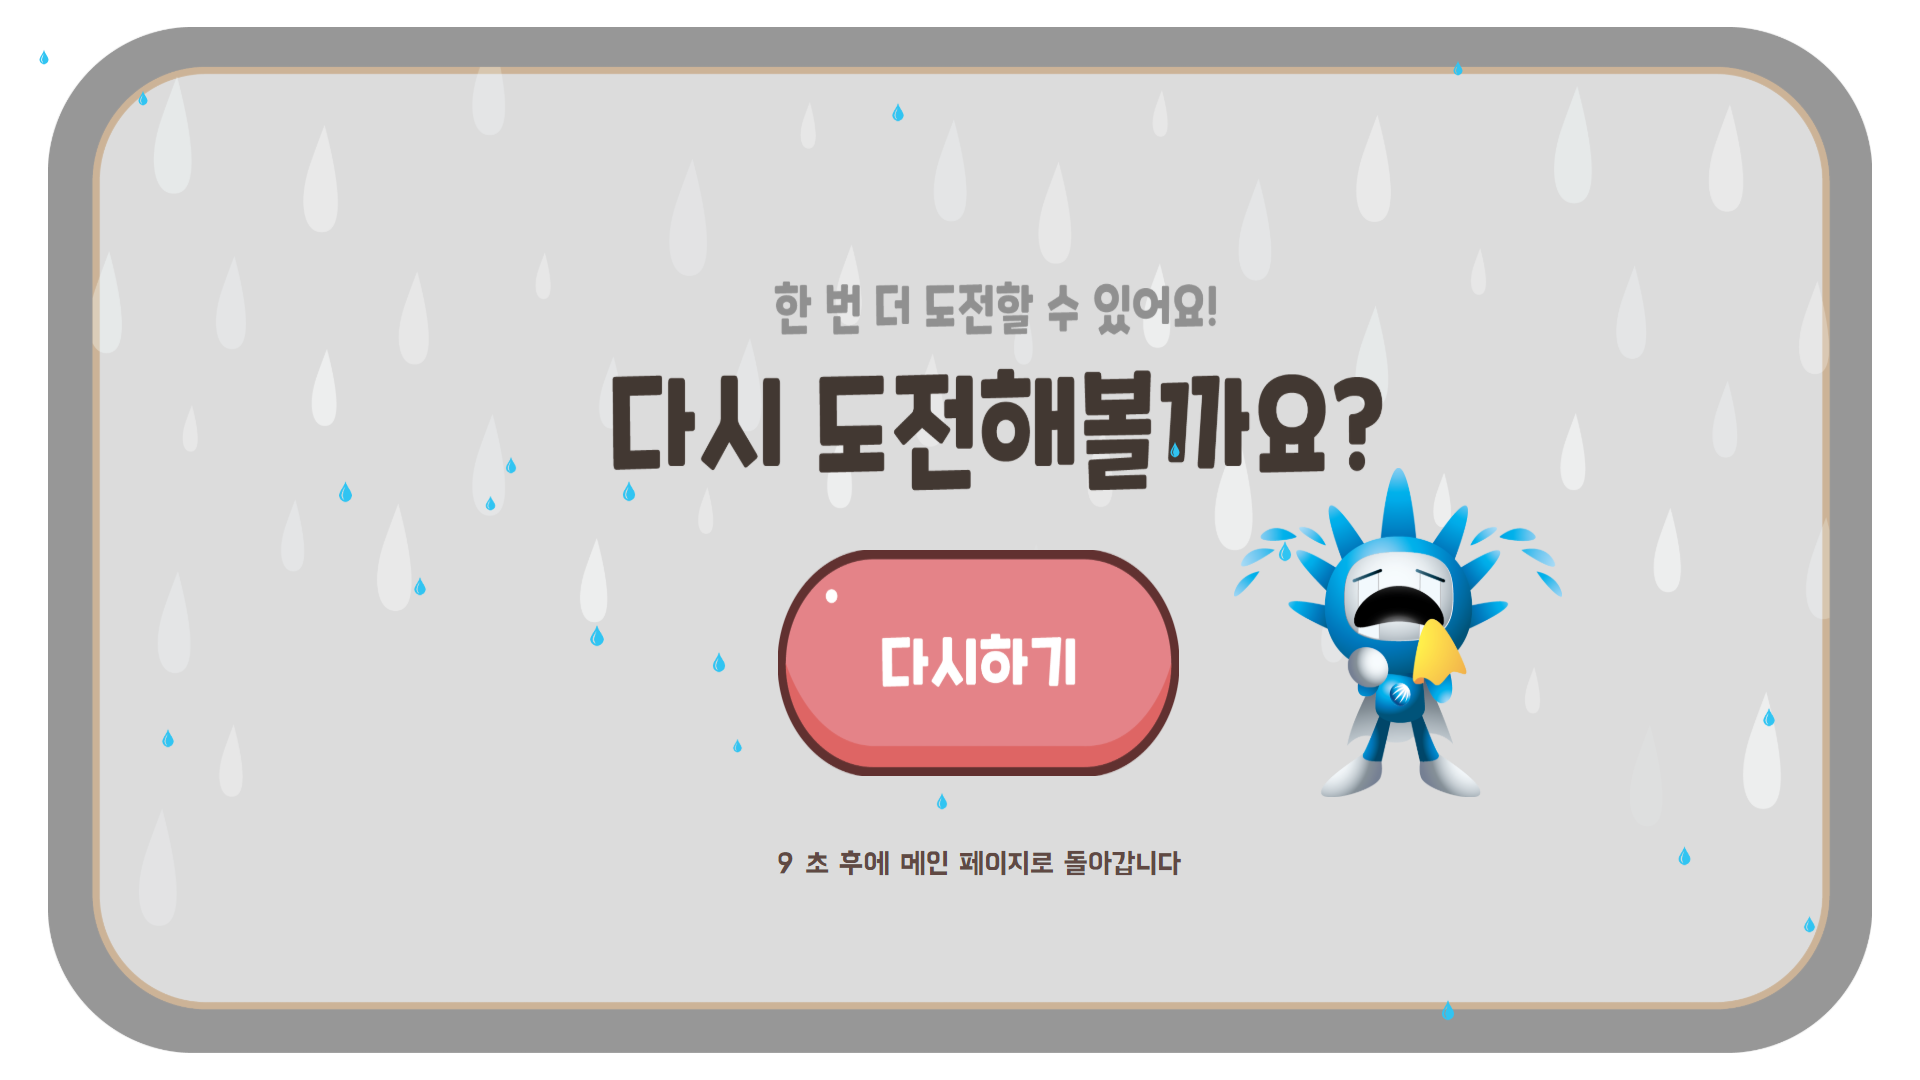 한 번 더 도전할 수 있어요!
다시 도전해볼까요?
다시하기
9 초 후에 메인 페이지로 돌아갑니다